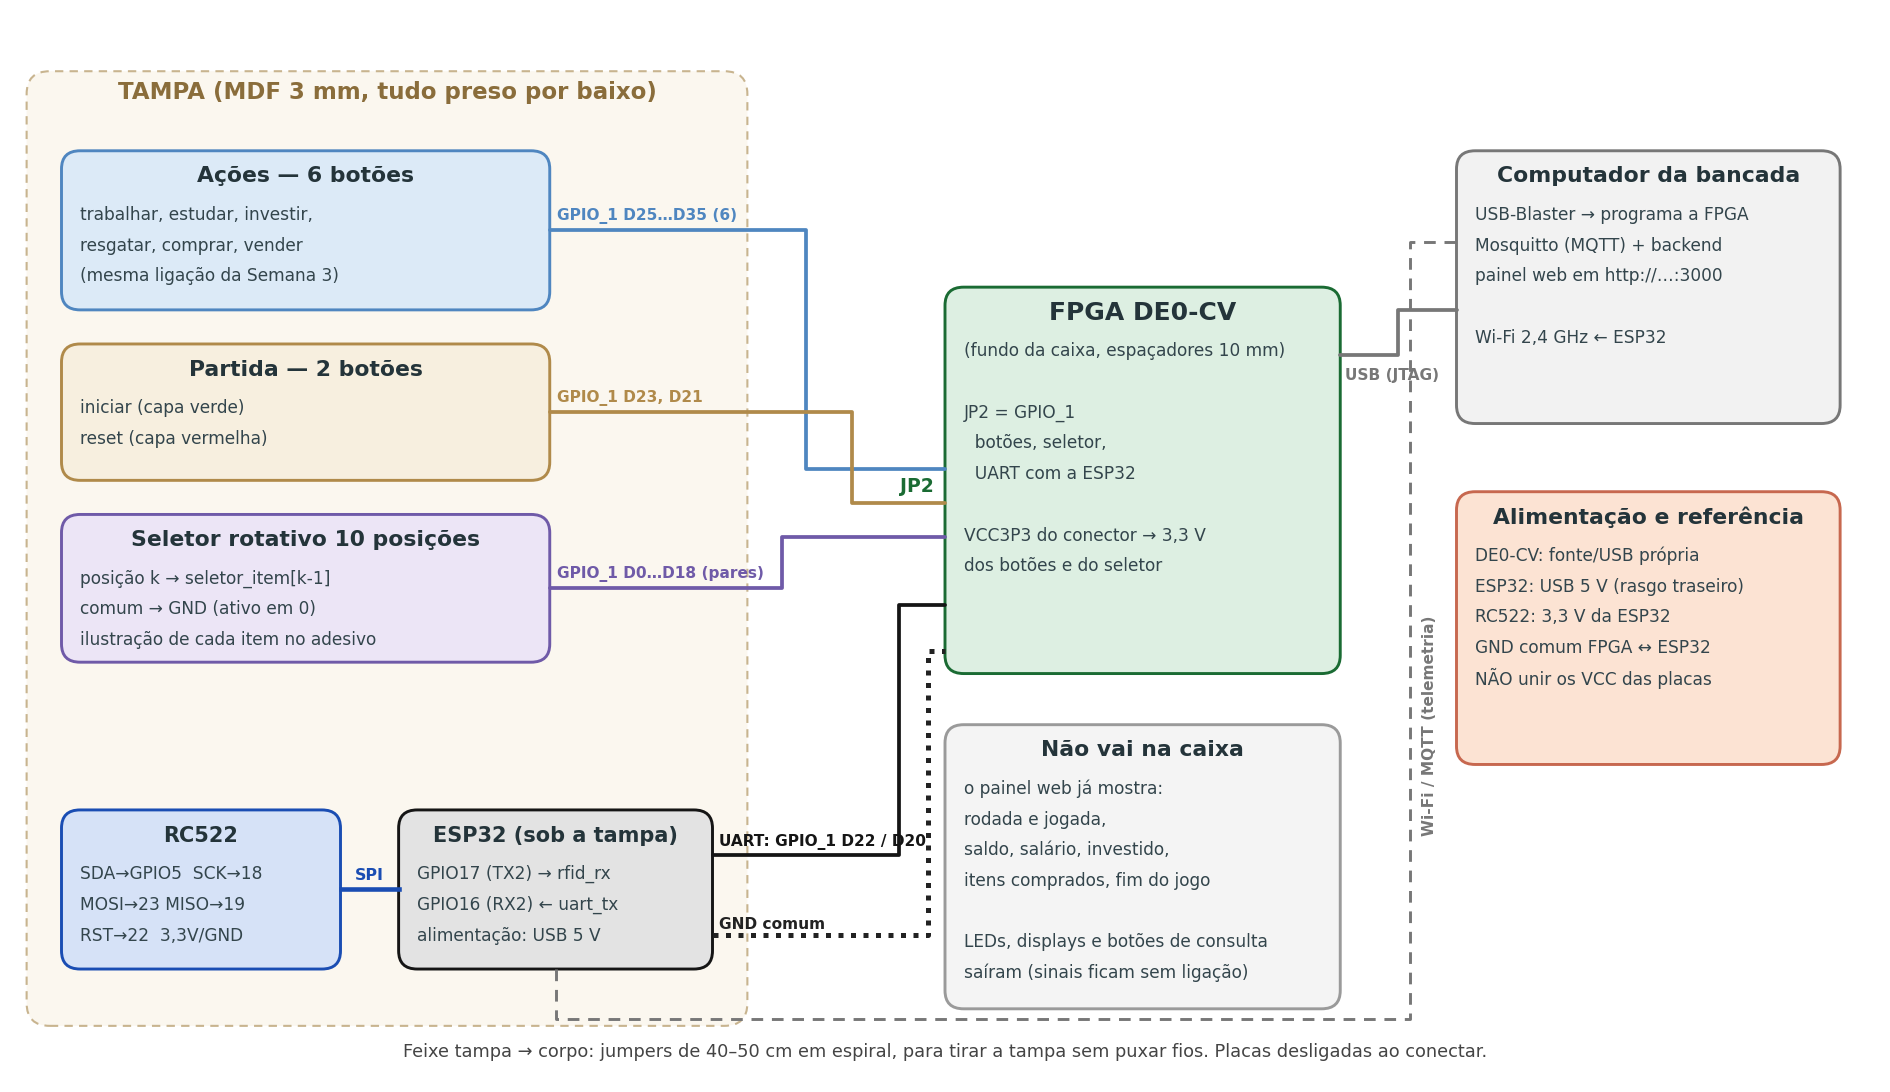 TAMPA (MDF 3 mm, tudo preso por baixo)
Ações — 6 botões
trabalhar, estudar, investir,
resgatar, comprar, vender
(mesma ligação da Semana 3)
GPIO_1 D25...D35 (6)
Partida — 2 botões
iniciar (capa verde)
reset (capa vermelha)
GPIO_1 D23, D21
Seletor rotativo 10 posições
posição k → seletor_item[k-1]
comum → GND (ativo em 0)
ilustração de cada item no adesivo
GPIO_1 D0...D18 (pares)
RC522
SDA→GPIO5  SCK→18
MOSI→23 MISO→19
RST→22  3,3V/GND
SPI
ESP32 (sob a tampa)
GPIO17 (TX2) → rfid_rx
GPIO16 (RX2) ← uart_tx
alimentação: USB 5 V
UART: GPIO_1 D22 / D20
GND comum
JP2
FPGA DE0-CV
(fundo da caixa, espaçadores 10 mm)
JP2 = GPIO_1
botões, seletor,
UART com a ESP32
VCC3P3 do conector → 3,3 V
dos botões e do seletor
Não vai na caixa
o painel web já mostra:
rodada e jogada,
saldo, salário, investido,
itens comprados, fim do jogo
LEDs, displays e botões de consulta
saíram (sinais ficam sem ligação)
USB (JTAG)
Wi-Fi / MQTT (telemetria)
Computador da bancada
USB-Blaster → programa a FPGA
Mosquitto (MQTT) + backend
painel web em http://...:3000
Wi-Fi 2,4 GHz ← ESP32
Alimentação e referência
DE0-CV: fonte/USB própria
ESP32: USB 5 V (rasgo traseiro)
RC522: 3,3 V da ESP32
GND comum FPGA ↔ ESP32
NÃO unir os VCC das placas
Feixe tampa → corpo: jumpers de 40–50 cm em espiral, para tirar a tampa sem puxar fios. Placas desligadas ao conectar.